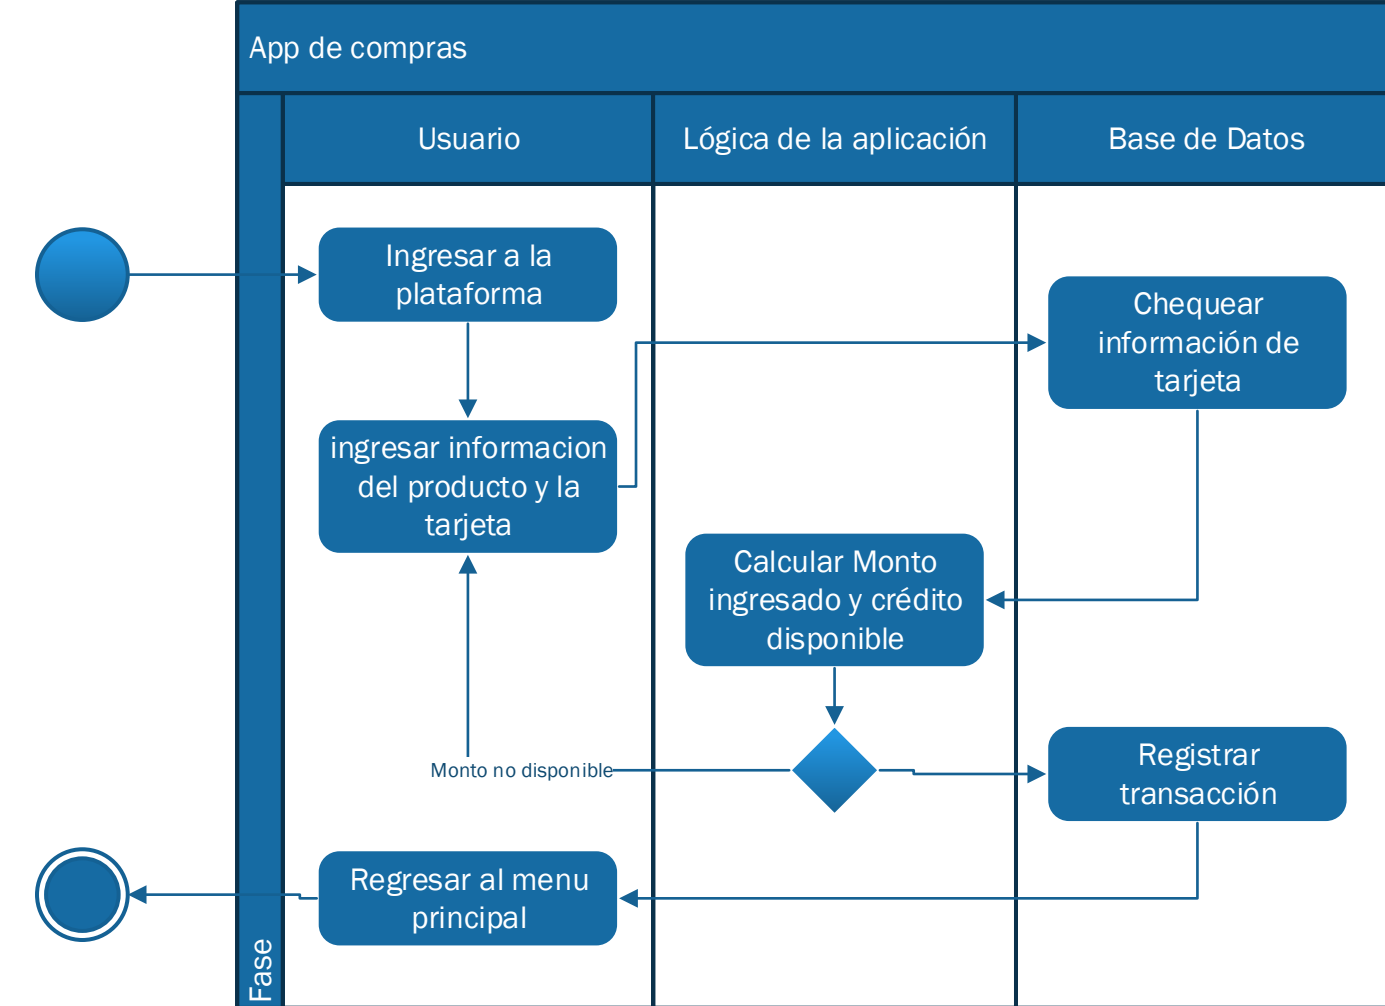 App de compras
Usuario
Lógica de la aplicación
Base de Datos
Ingresar a la
plataforma
Chequear
información de
tarjeta
ingresar informacion
del producto y la
tarjeta
Calcular Monto
ingresado y crédito
disponible
Monto no disponible
Registrar
transacción
Regresar al menu
principal
Fase